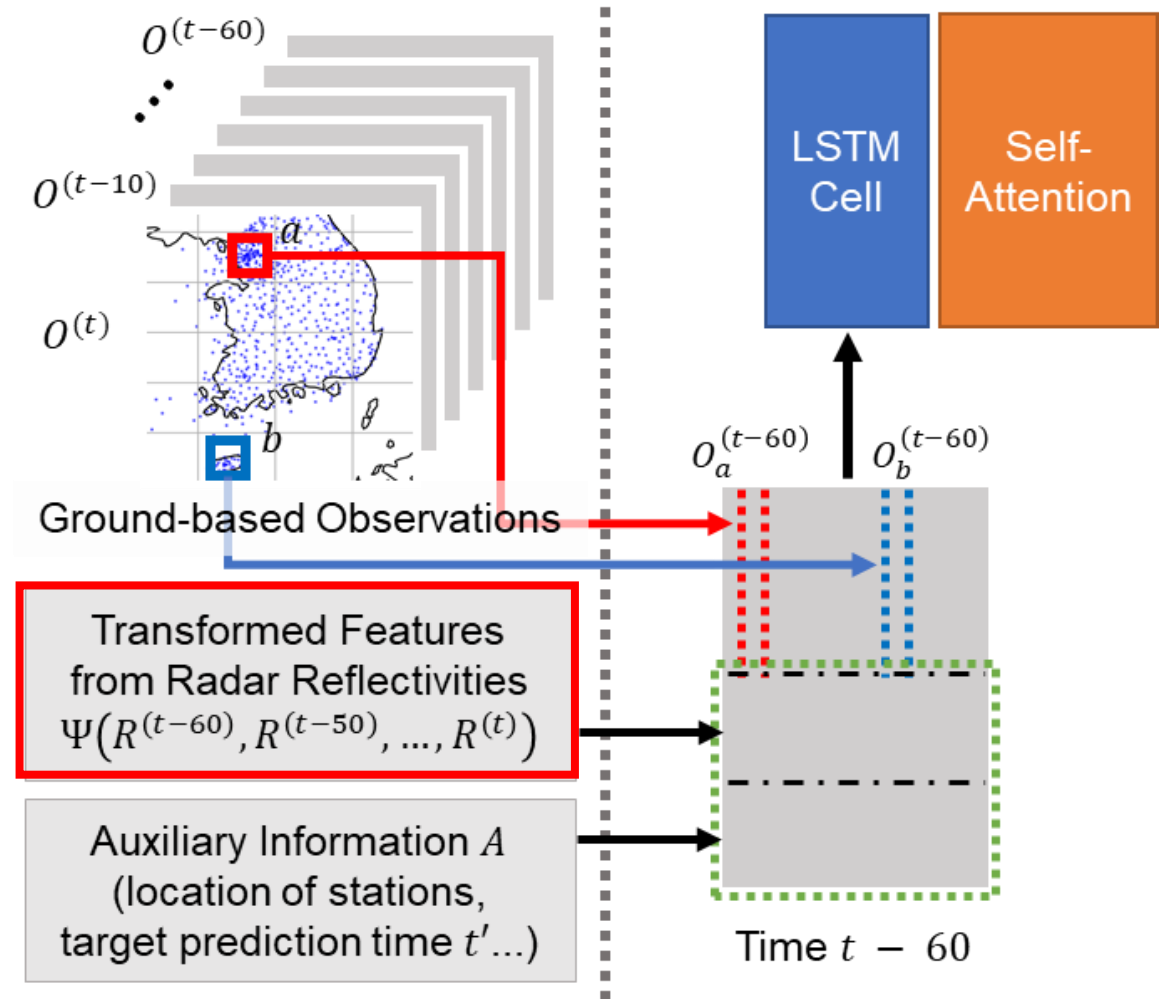 O^(t−60)
O^(t−10)
a
O^(t)
b
Ground-based Observations
Transformed Features
from Radar Reflectivities
Ψ(R^(t−60), R^(t−50), ..., R^(t))
Auxiliary Information A
(location of stations,
target prediction time t′...)
LSTM
Cell
Self-
Attention
O_a^(t−60) O_b^(t−60)
Time t − 60